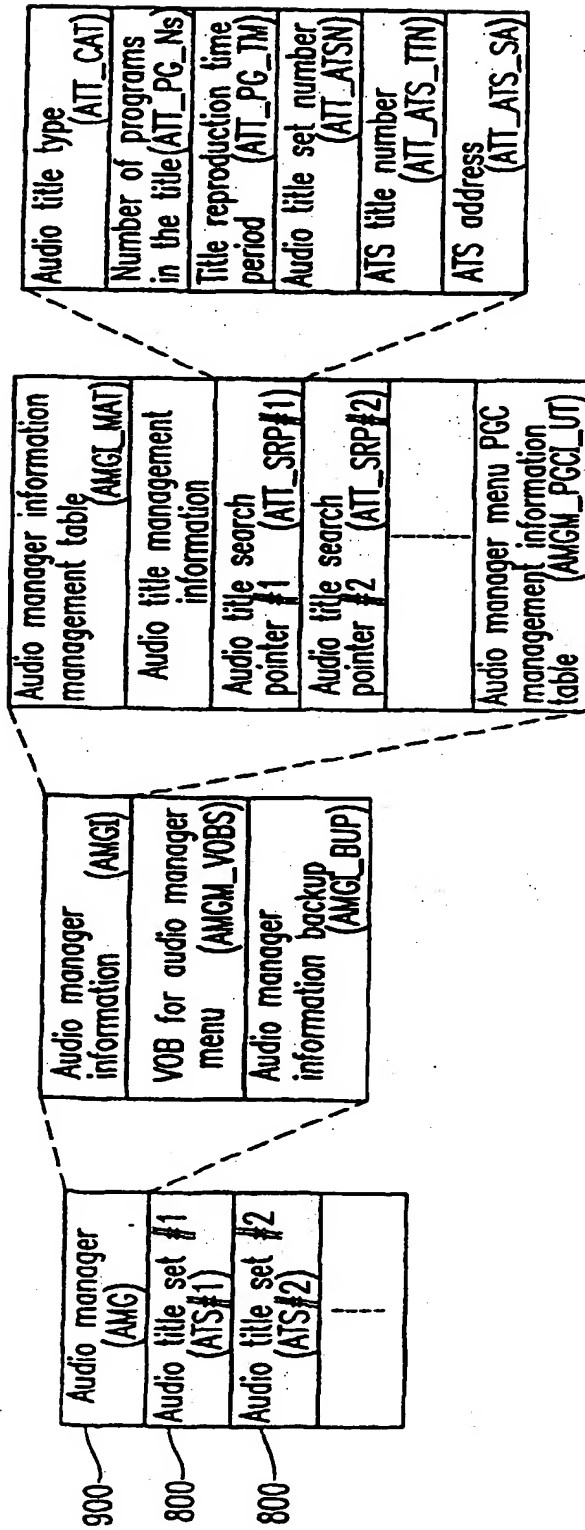 900
800
800
Audio manager
(AMG)
Audio title set #1
(ATS#1)
Audio title set #2
(ATS#2)
Audio manager
information (AMGI)
VOB for audio manager
menu (AMGM_VOBS)
Audio manager
information backup
(AMGI_BUP)
Audio manager information
management table
(AMGI_MAT)
Audio title management
information
Audio title search
pointer #1 (ATT_SRP#1)
Audio title search
pointer #2 (ATT_SRP#2)
Audio manager menu PGC
management information
table (AMGM_PGCI_UT)
Audio title type
(ATT_CAT)
Number of programs
in the title(ATT_PG_Ns)
Title reproduction time
period (ATT_PG_TM)
Audio title set number
(ATT_ATSN)
ATS title number
(ATT_ATS_TTN)
ATS address
(ATT_ATS_SA)